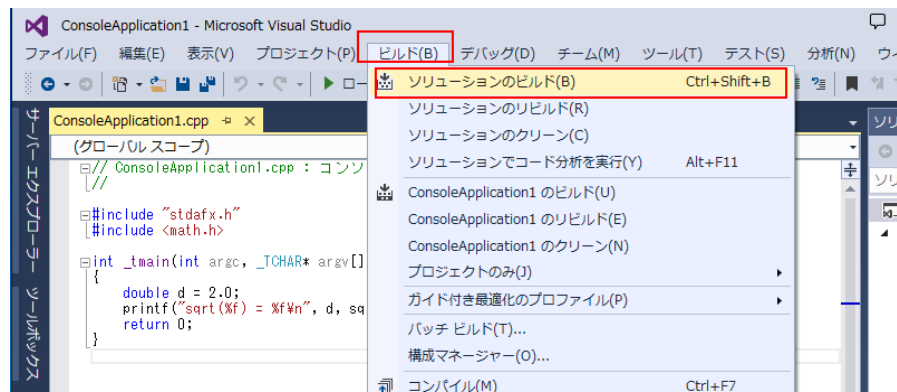 ConsoleApplication1 - Microsoft Visual Studio
ファイル(F) 編集(E) 表示(V) プロジェクト(P) ビルド(B) デバッグ(D) チーム(M) ツール(T) テスト(S) 分析(N)
ソリューションのビルド(B) Ctrl+Shift+B
ソリューションのリビルド(R)
ソリューションのクリーン(C)
ソリューションでコード分析を実行(Y) Alt+F11
ConsoleApplication1 のビルド(U)
ConsoleApplication1 のリビルド(E)
ConsoleApplication1 のクリーン(N)
プロジェクトのみ(J)
ガイド付き最適化のプロファイル(P)
バッチ ビルド(T)...
構成マネージャー(O)...
コンパイル(M) Ctrl+F7
サーバー エクスプローラー
ツールボックス
ConsoleApplication1.cpp
(グローバル スコープ)
// ConsoleApplication1.cpp : コンソ
//
#include "stdafx.h"
#include <math.h>
int _tmain(int argc, _TCHAR* argv[]
{
double d = 2.0;
printf("sqrt(%f) = %f¥n", d, sq
return 0;
}